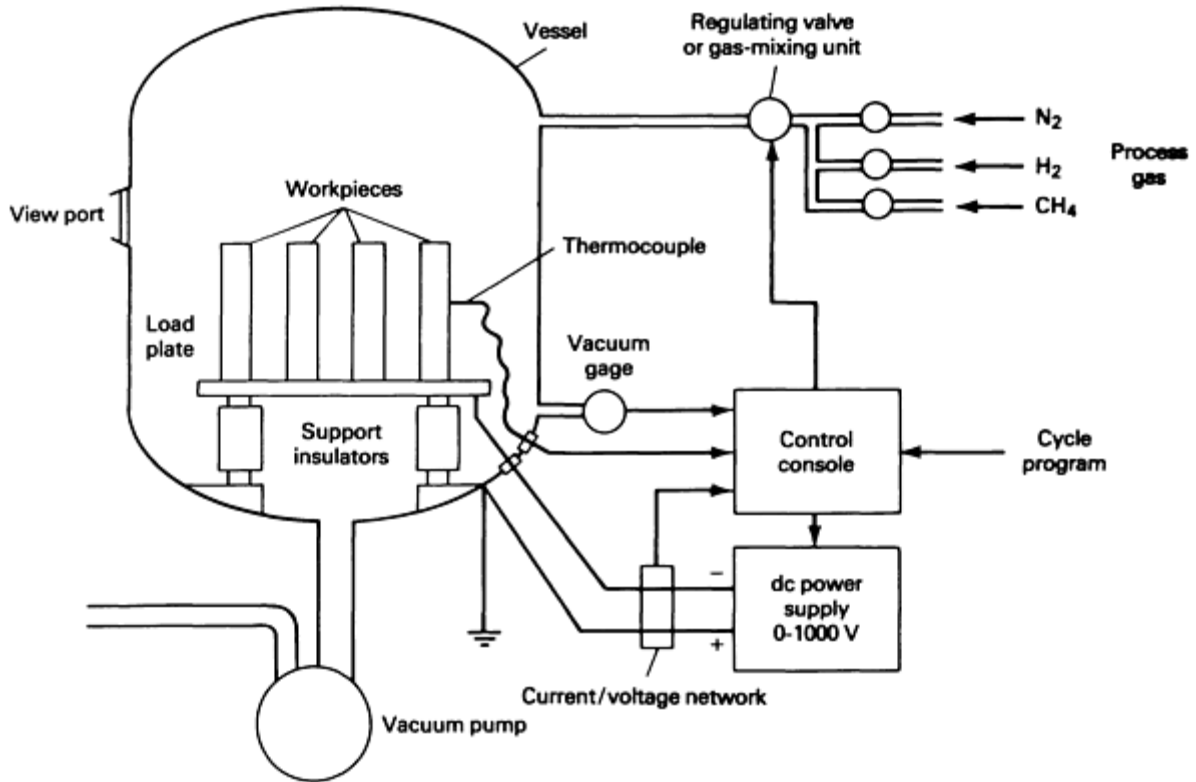 Vessel
Regulating valve
or gas-mixing unit
N₂
H₂
CH₄
Process
gas
View port
Workpieces
Thermocouple
Load
plate
Vacuum
gage
Support
insulators
Control
console
Cycle
program
dc power
supply
0-1000 V
−
+
Current/voltage network
Vacuum pump